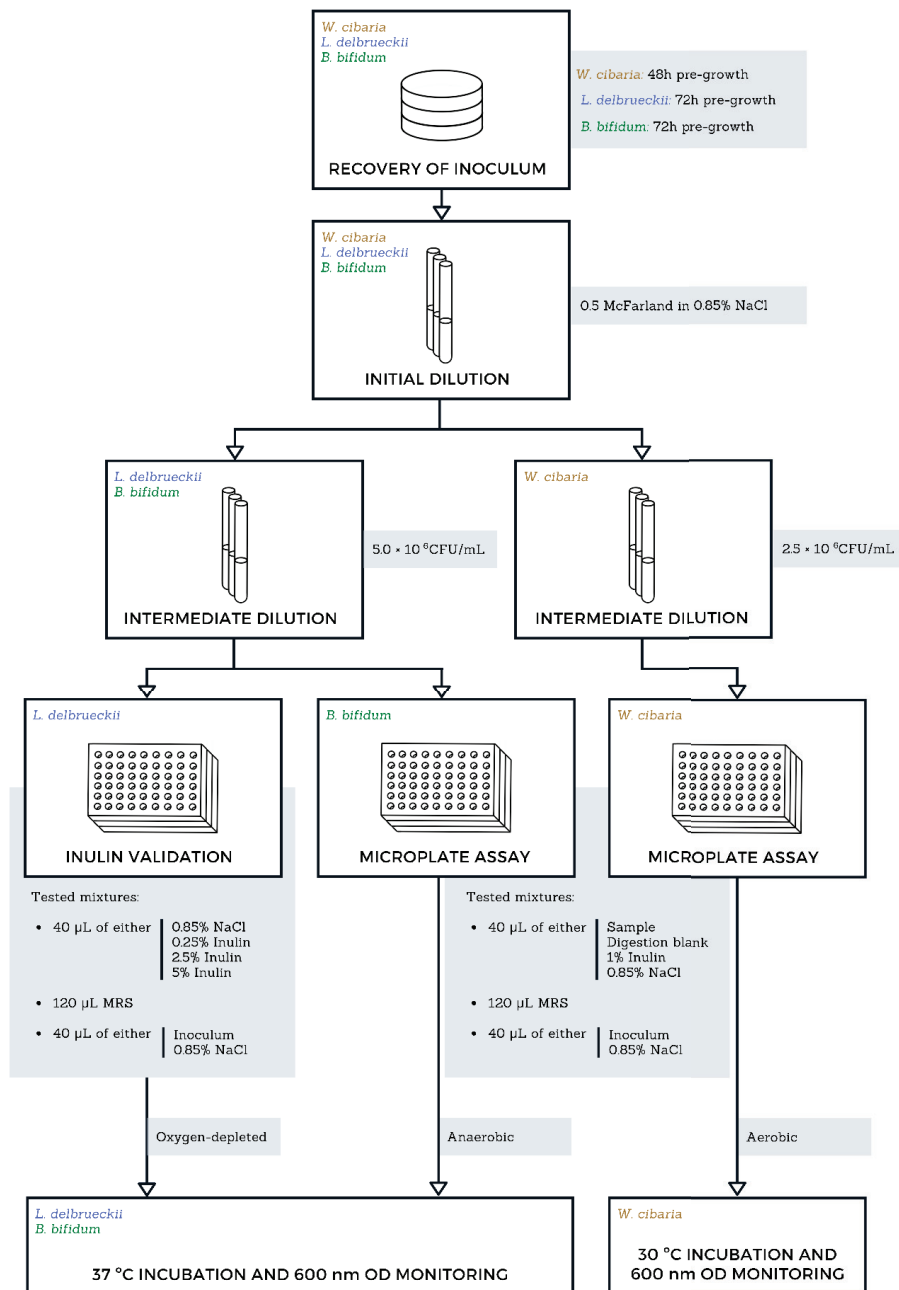 W. cibaria
L. delbrueckii
B. bifidum
RECOVERY OF INOCULUM
W. cibaria: 48h pre-growth
L. delbrueckii: 72h pre-growth
B. bifidum: 72h pre-growth
W. cibaria
L. delbrueckii
B. bifidum
INITIAL DILUTION
0.5 McFarland in 0.85% NaCl
L. delbrueckii
B. bifidum
INTERMEDIATE DILUTION
5.0 × 10 ⁶CFU/mL
W. cibaria
INTERMEDIATE DILUTION
2.5 × 10 ⁶CFU/mL
L. delbrueckii
INULIN VALIDATION
B. bifidum
MICROPLATE ASSAY
W. cibaria
MICROPLATE ASSAY
Tested mixtures:
• 40 µL of either
0.85% NaCl
0.25% Inulin
2.5% Inulin
5% Inulin
• 120 µL MRS
• 40 µL of either
Inoculum
0.85% NaCl
Tested mixtures:
• 40 µL of either
Sample
Digestion blank
1% Inulin
0.85% NaCl
• 120 µL MRS
• 40 µL of either
Inoculum
0.85% NaCl
Oxygen-depleted
Anaerobic
Aerobic
L. delbrueckii
B. bifidum
37 °C INCUBATION AND 600 nm OD MONITORING
W. cibaria
30 °C INCUBATION AND
600 nm OD MONITORING